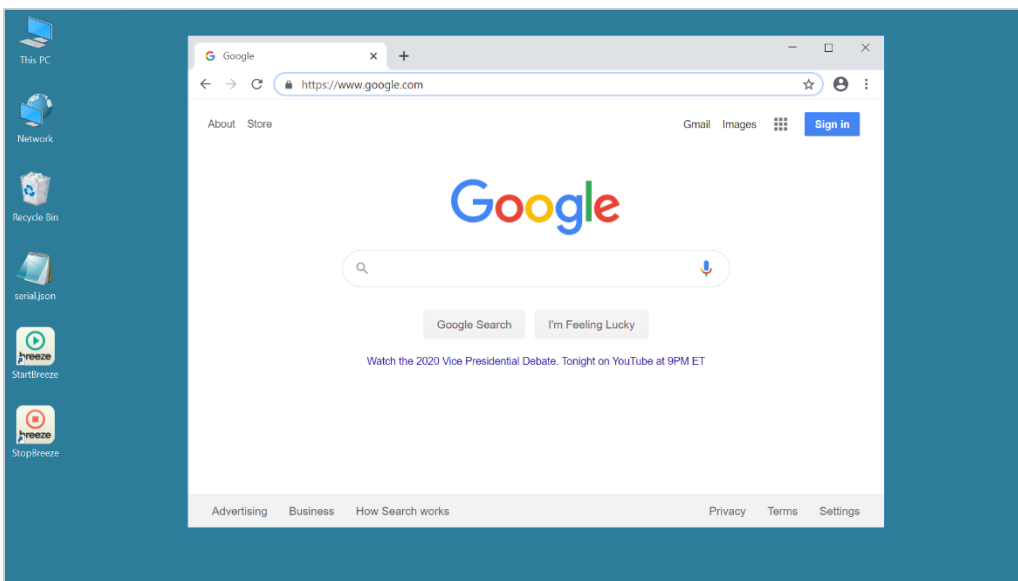 This PC
Network
Recycle Bin
serial.json
breeze
StartBreeze
breeze
StopBreeze
Google
https://www.google.com
About Store Gmail Images Sign in
Google
Google Search I'm Feeling Lucky
Watch the 2020 Vice Presidential Debate. Tonight on YouTube at 9PM ET
Advertising Business How Search works Privacy Terms Settings